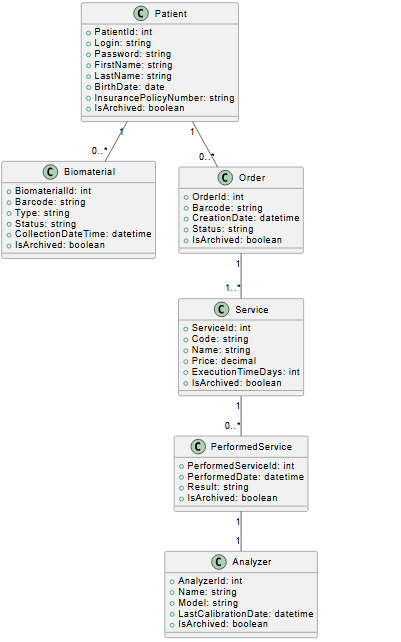 C Patient
PatientId: int
Login: string
Password: string
FirstName: string
LastName: string
BirthDate: date
InsurancePolicyNumber: string
IsArchived: boolean
1
1
0..*
0..*
C Biomaterial
BiomaterialId: int
Barcode: string
Type: string
Status: string
CollectionDateTime: datetime
IsArchived: boolean
C Order
OrderId: int
Barcode: string
CreationDate: datetime
Status: string
IsArchived: boolean
1
1..*
C Service
ServiceId: int
Code: string
Name: string
Price: decimal
ExecutionTimeDays: int
IsArchived: boolean
1
0..*
C PerformedService
PerformedServiceId: int
PerformedDate: datetime
Result: string
IsArchived: boolean
1
1
C Analyzer
AnalyzerId: int
Name: string
Model: string
LastCalibrationDate: datetime
IsArchived: boolean